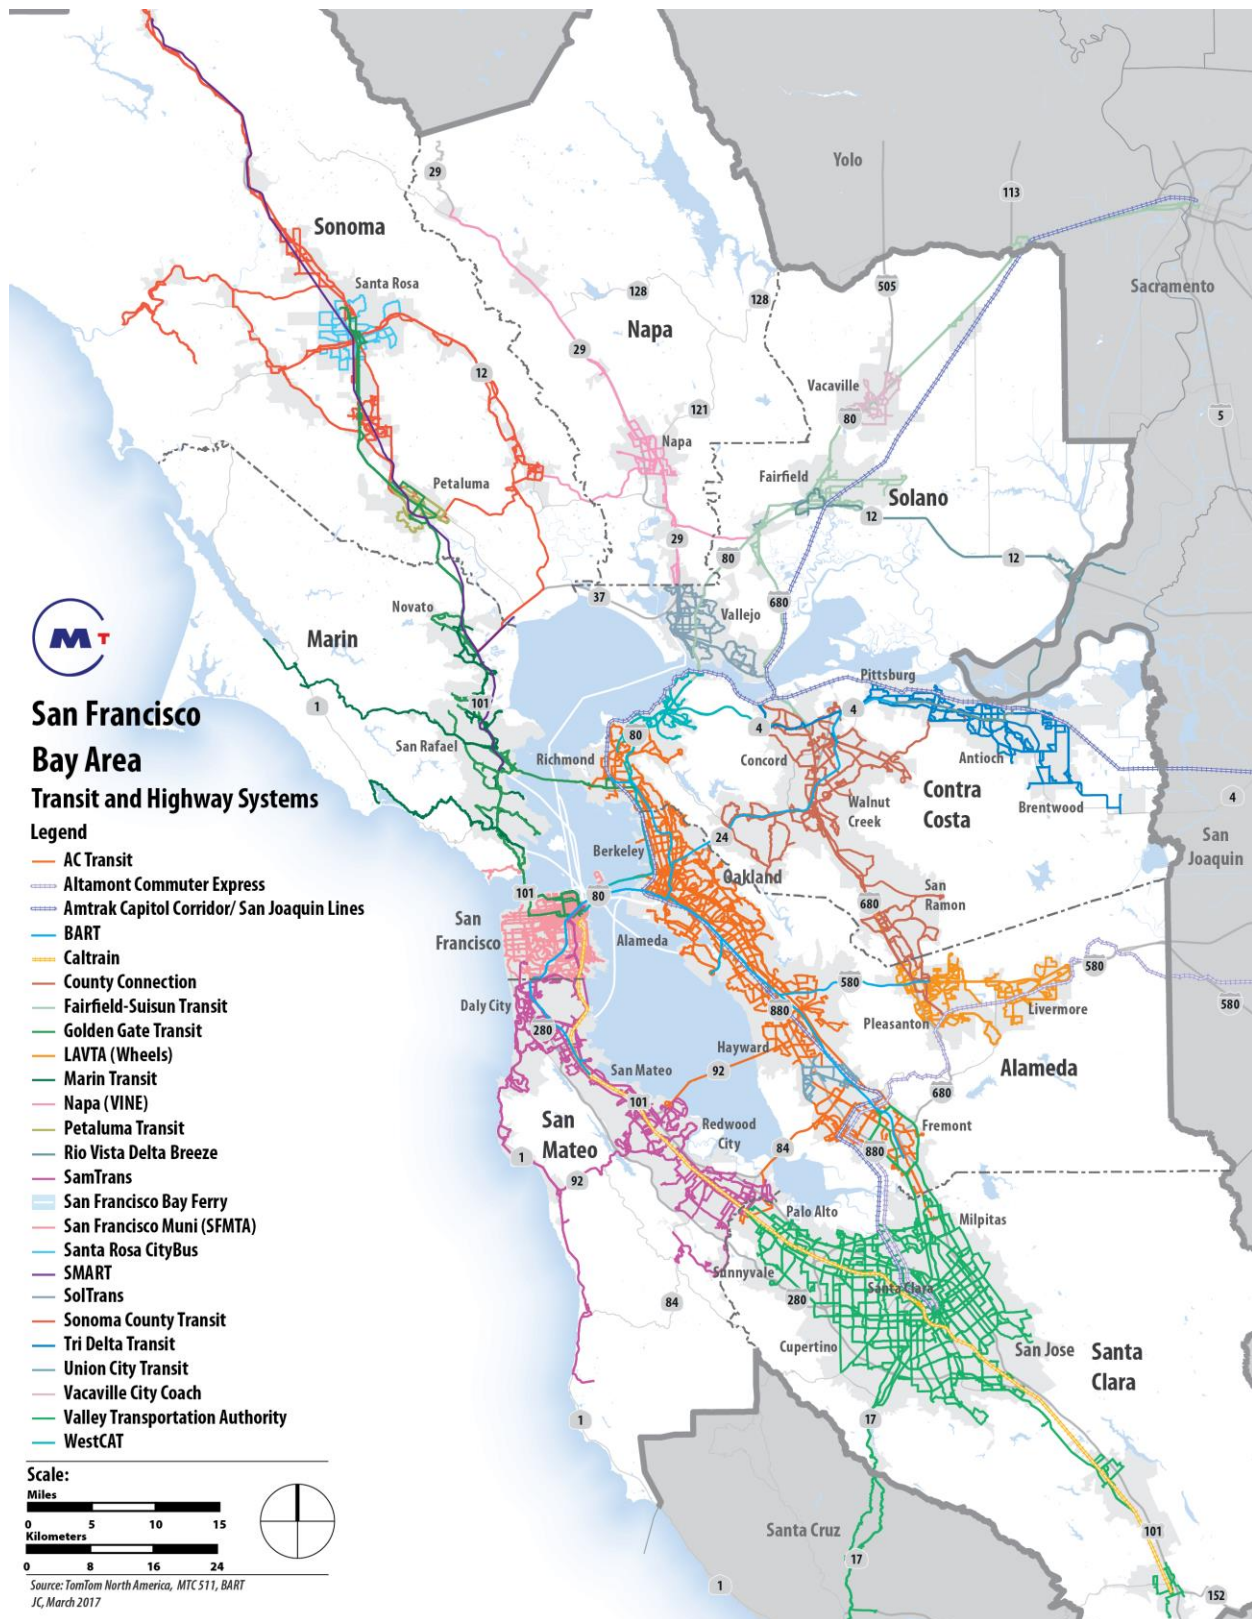 Yolo
29
113
Sonoma
Santa Rosa
128
128
505
Sacramento
Napa
29
12
Vacaville
5
121
80
Napa
Petaluma
Fairfield
Solano
12
29
80
12
37
680
Novato
Vallejo
Marin
MT
1
101
Pittsburg
San Francisco
Bay Area
Transit and Highway Systems
San Rafael
80
4
4
Richmond
Concord
Antioch
Contra
Costa
4
Walnut
Creek
Brentwood
San
Joaquin
24
Berkeley
Oakland
101
80
San
Ramon
680
San
Francisco
Alameda
580
580
580
Daly City
280
880
Pleasanton
Livermore
Hayward
San Mateo
92
Alameda
101
680
San
Mateo
Redwood
City
Fremont
1
84
880
92
Palo Alto
Milpitas
Sunnyvale
Santa Clara
84
280
Cupertino
San Jose
Santa
Clara
1
17
Santa Cruz
101
17
1
152
Legend
AC Transit
Altamont Commuter Express
Amtrak Capitol Corridor/ San Joaquin Lines
BART
Caltrain
County Connection
Fairfield-Suisun Transit
Golden Gate Transit
LAVTA (Wheels)
Marin Transit
Napa (VINE)
Petaluma Transit
Rio Vista Delta Breeze
SamTrans
San Francisco Bay Ferry
San Francisco Muni (SFMTA)
Santa Rosa CityBus
SMART
SolTrans
Sonoma County Transit
Tri Delta Transit
Union City Transit
Vacaville City Coach
Valley Transportation Authority
WestCAT
Scale:
Miles
0 5 10 15
Kilometers
0 8 16 24
Source: TomTom North America, MTC 511, BART
JC, March 2017